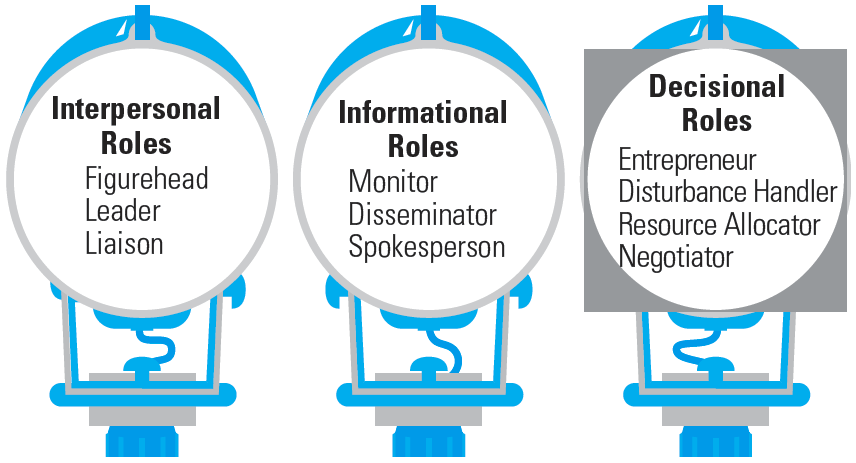 Interpersonal
Roles
Figurehead
Leader
Liaison
Informational
Roles
Monitor
Disseminator
Spokesperson
Decisional
Roles
Entrepreneur
Disturbance Handler
Resource Allocator
Negotiator